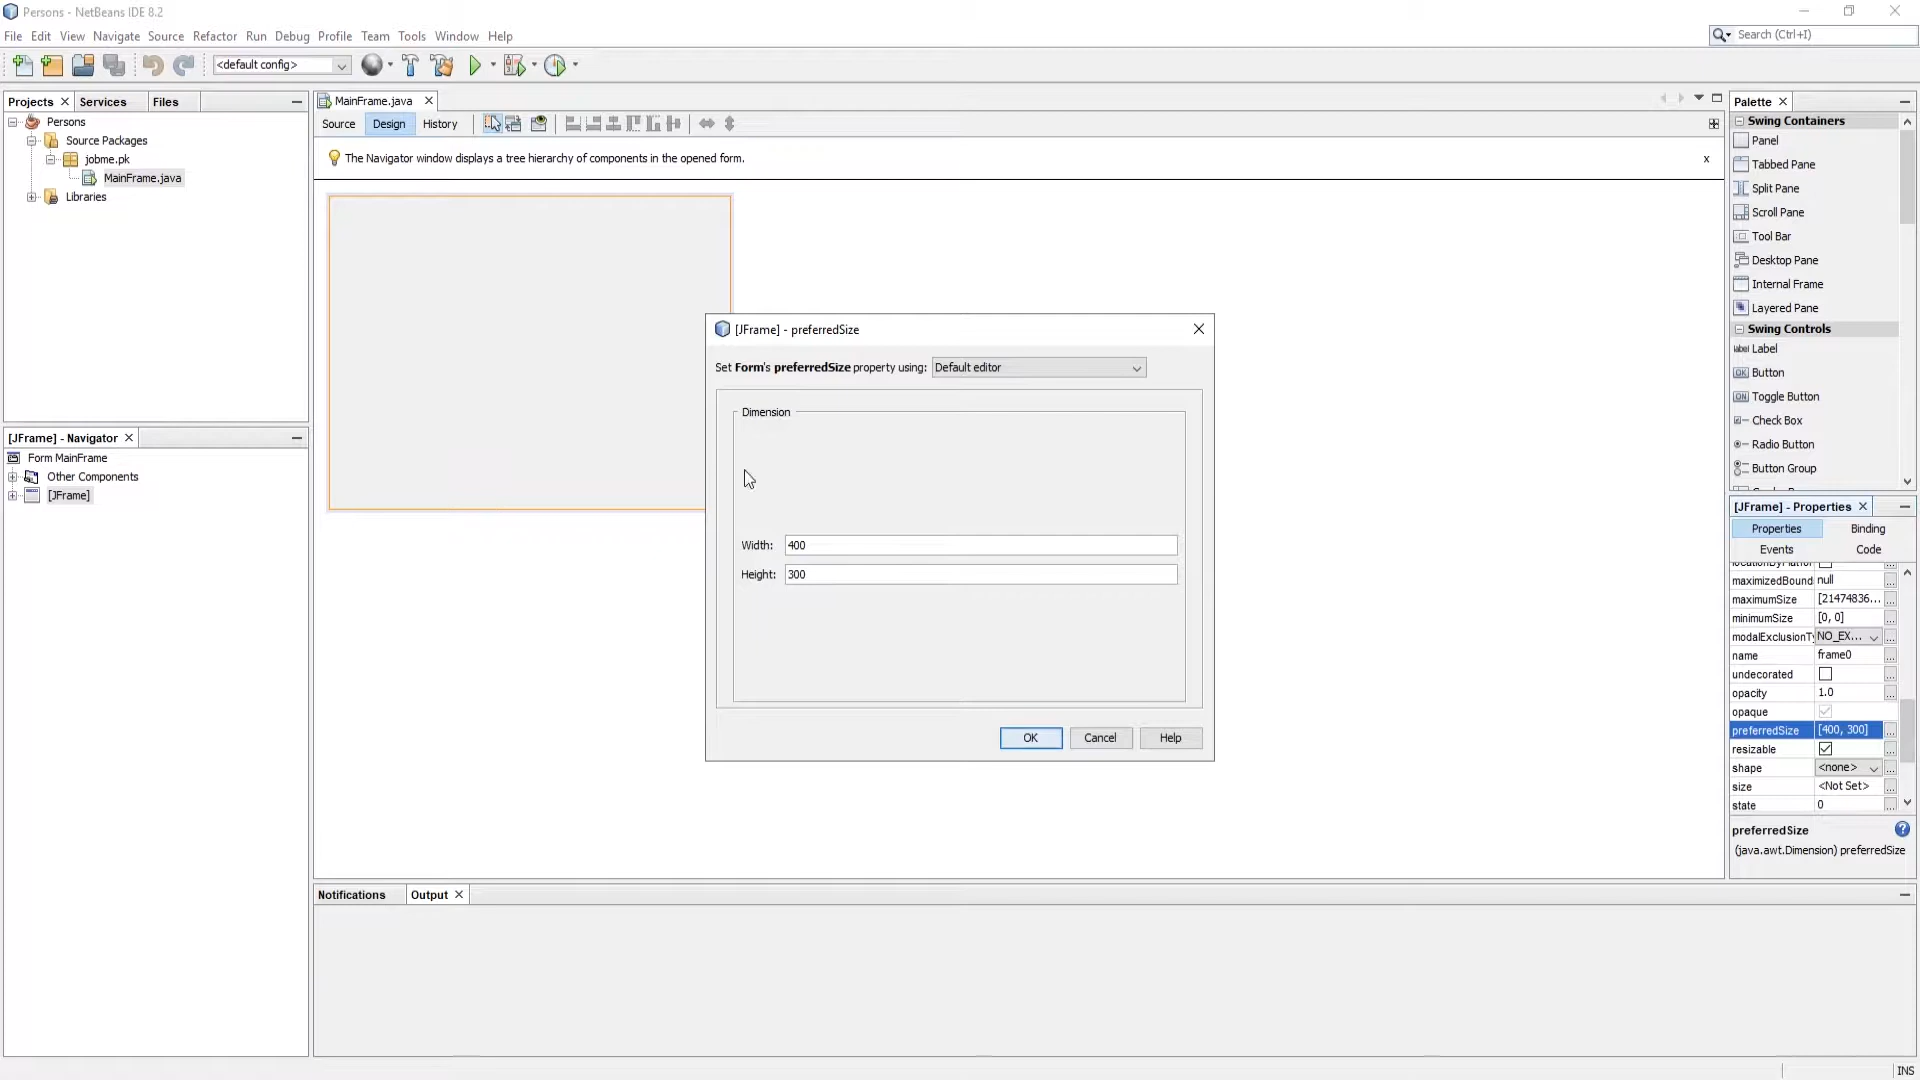 Persons - NetBeans IDE 8.2
File Edit View Navigate Source Refactor Run Debug Profile Team Tools Window Help
Search (Ctrl+I)
<default config>
Projects Services Files
Persons
Source Packages
jobme.pk
MainFrame.java
Libraries
[JFrame] - Navigator
Form MainFrame
Other Components
[JFrame]
MainFrame.java
Source Design History
The Navigator window displays a tree hierarchy of components in the opened form.
x
[JFrame] - preferredSize
Set Form's preferredSize property using: Default editor
Dimension
Width: 400
Height: 300
OK Cancel Help
Notifications Output
Palette
Swing Containers
Panel
Tabbed Pane
Split Pane
Scroll Pane
Tool Bar
Desktop Pane
Internal Frame
Layered Pane
Swing Controls
label Label
OK Button
ON Toggle Button
Check Box
Radio Button
Button Group
[JFrame] - Properties
Properties Binding
Events Code
maximizedBound null ...
maximumSize [21474836... ...
minimumSize [0, 0] ...
modalExclusionTy NO_EX... ...
name frame0 ...
undecorated ...
opacity 1.0 ...
opaque
preferredSize [400, 300] ...
resizable ...
shape <none> ...
size <Not Set> ...
state 0 ...
preferredSize
(java.awt.Dimension) preferredSize
INS